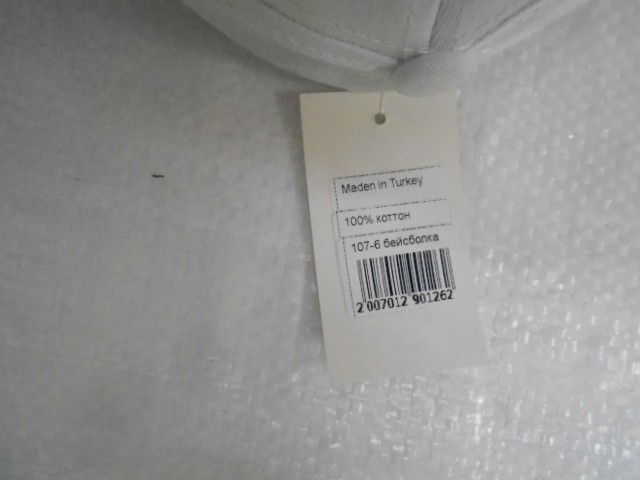 Maden in Turkey
100% коттон
107-6 бейсболка
2 007012 901262